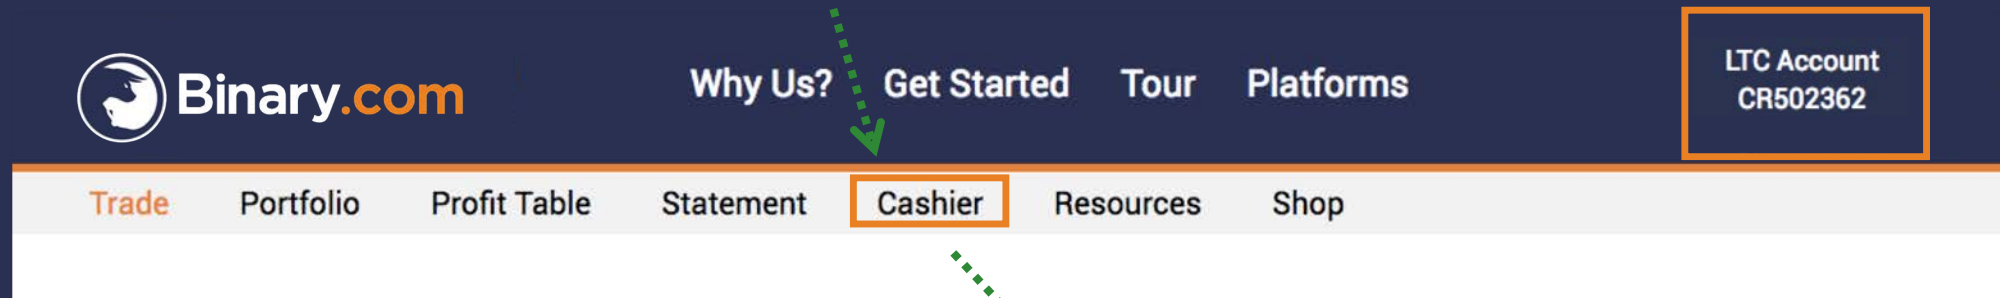 Binary.com
Why Us? Get Started Tour Platforms
LTC Account
CR502362
Trade Portfolio Profit Table Statement Cashier Resources Shop